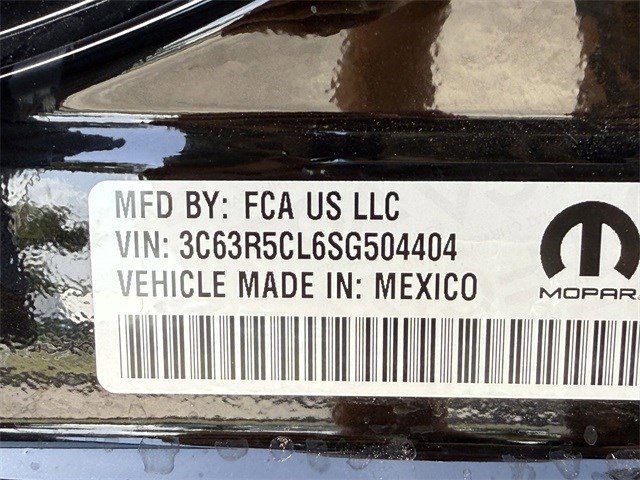 MFD BY: FCA US LLC
VIN: 3C63R5CL6SG504404
VEHICLE MADE IN: MEXICO
MOPAR